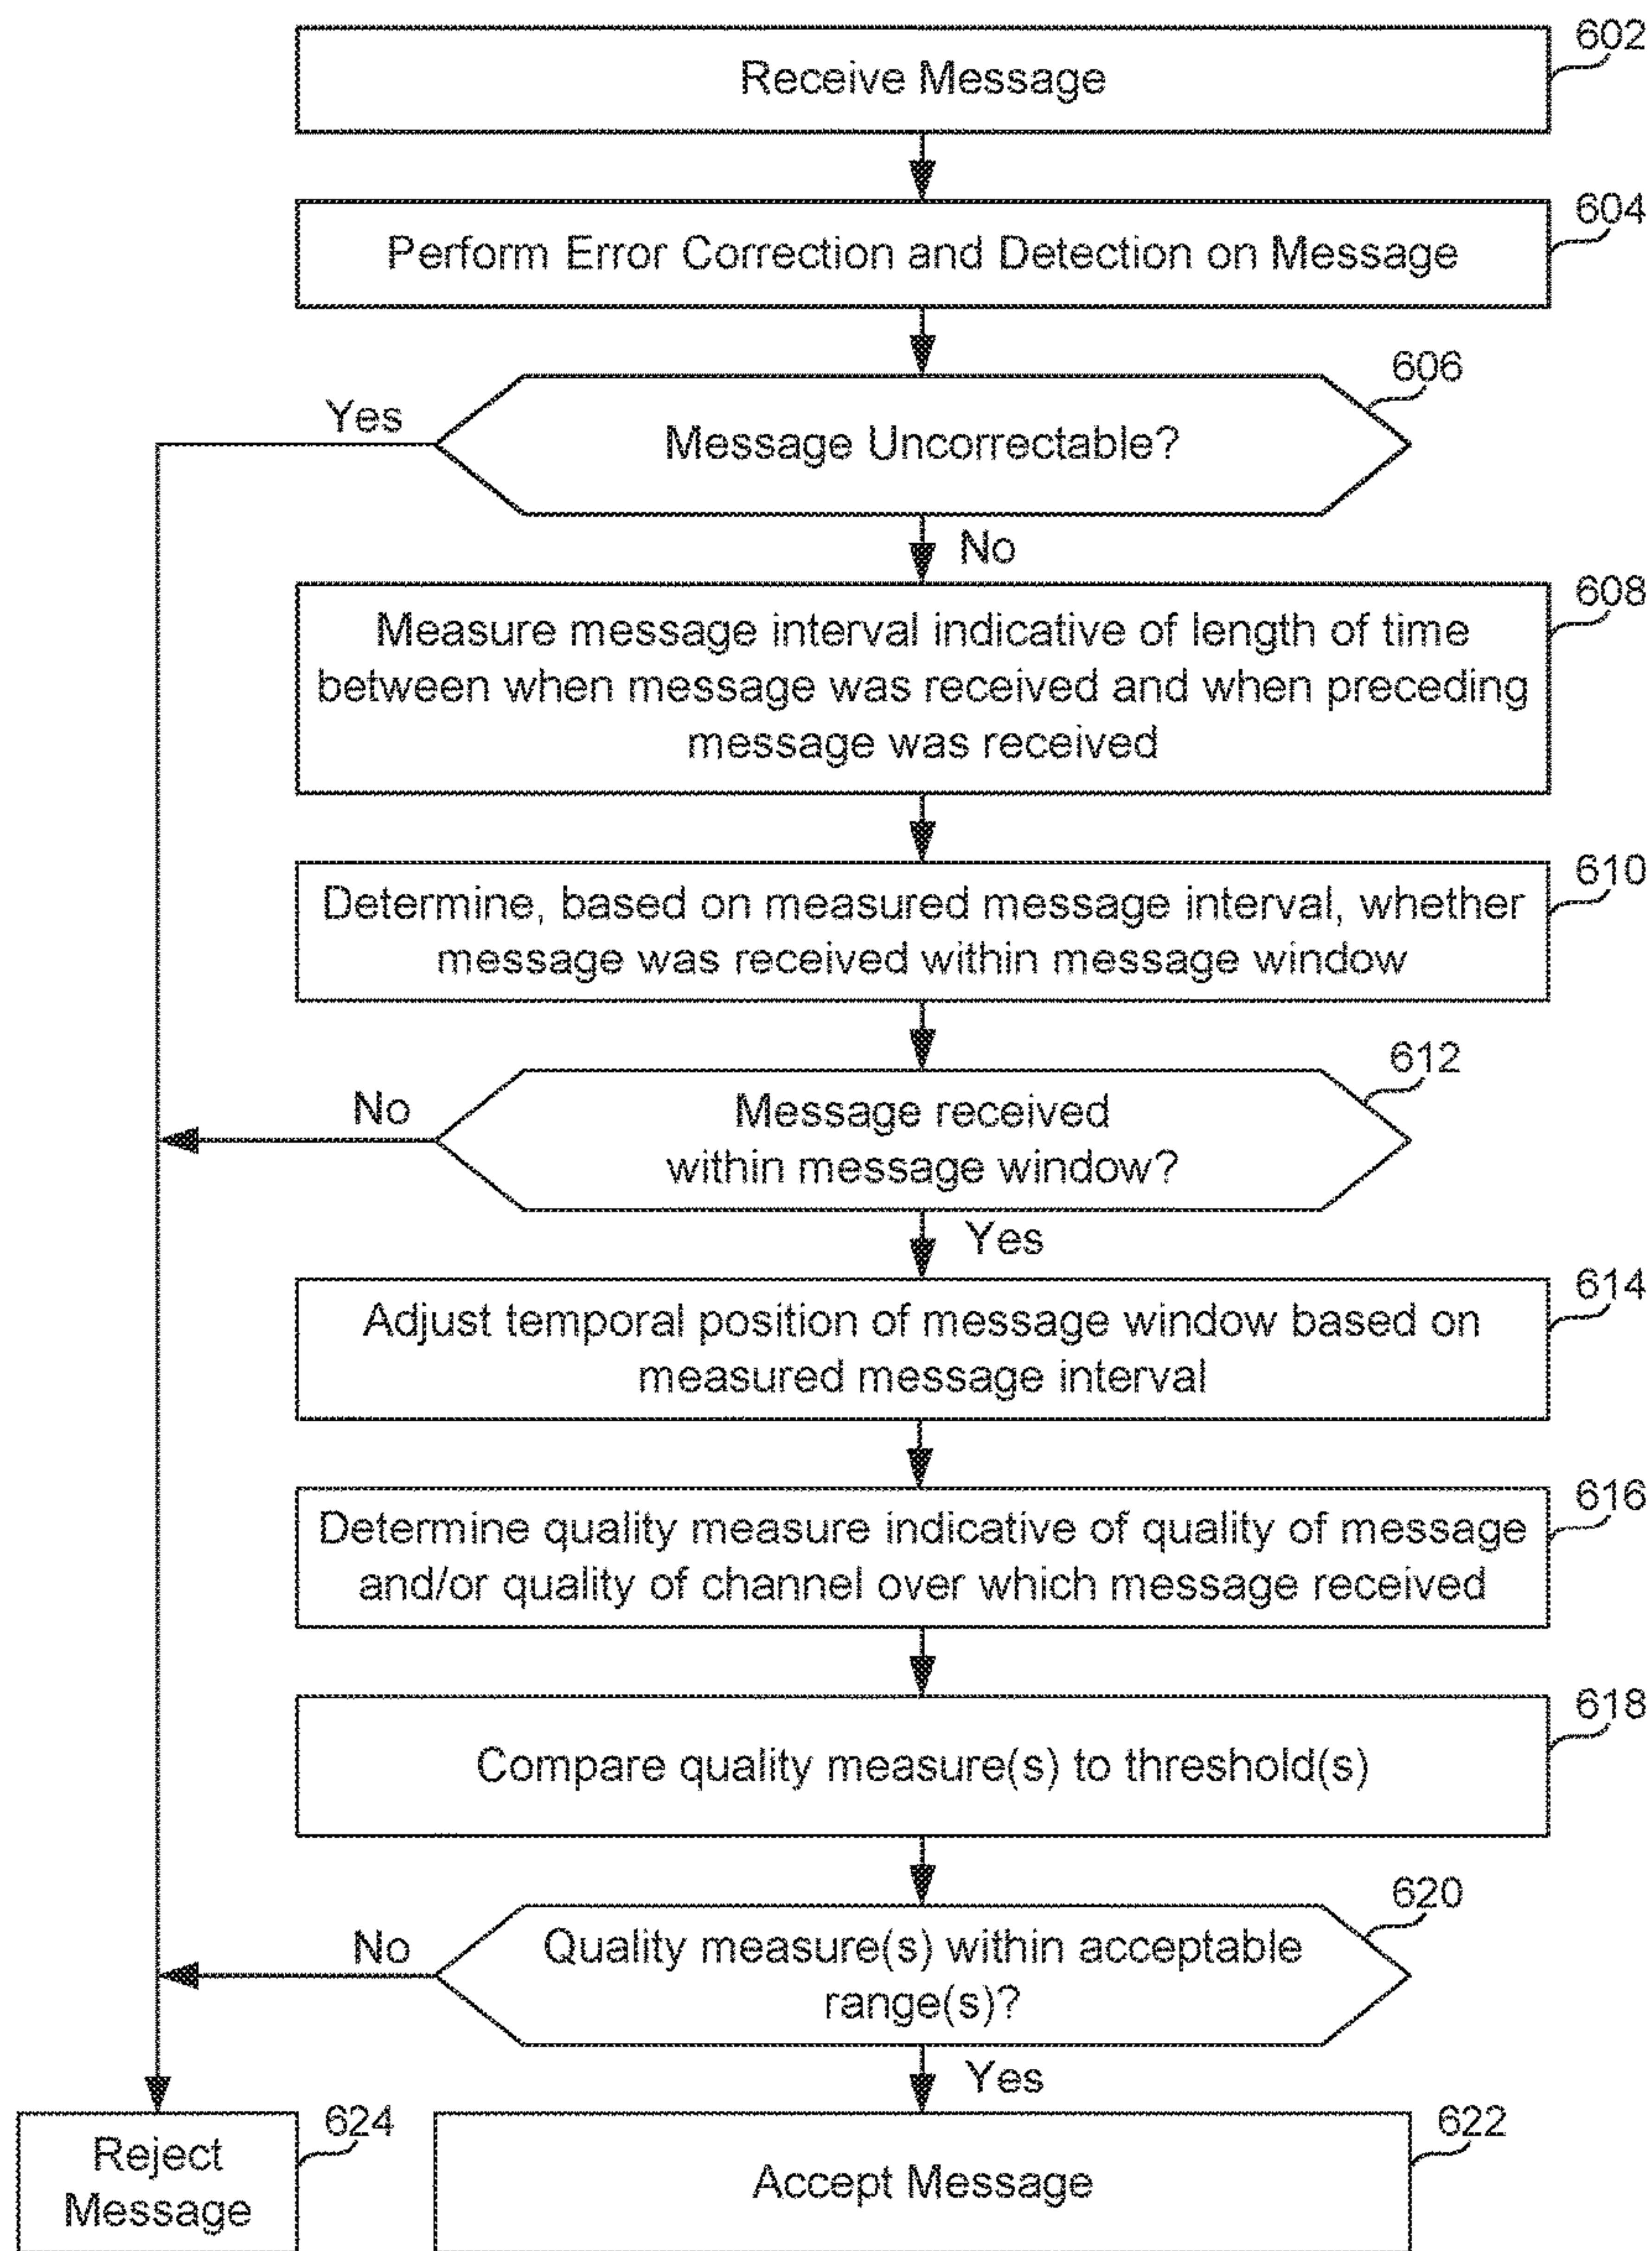 602
Receive Message
604
Perform Error Correction and Detection on Message
606
Yes
Message Uncorrectable?
No
608
Measure message interval indicative of length of time
between when message was received and when preceding
message was received
610
Determine, based on measured message interval, whether
message was received within message window
612
No
Message received
within message window?
Yes
614
Adjust temporal position of message window based on
measured message interval
616
Determine quality measure indicative of quality of message
and/or quality of channel over which message received
618
Compare quality measure(s) to threshold(s)
620
No
Quality measure(s) within acceptable
range(s)?
Yes
624
Reject
Message
622
Accept Message